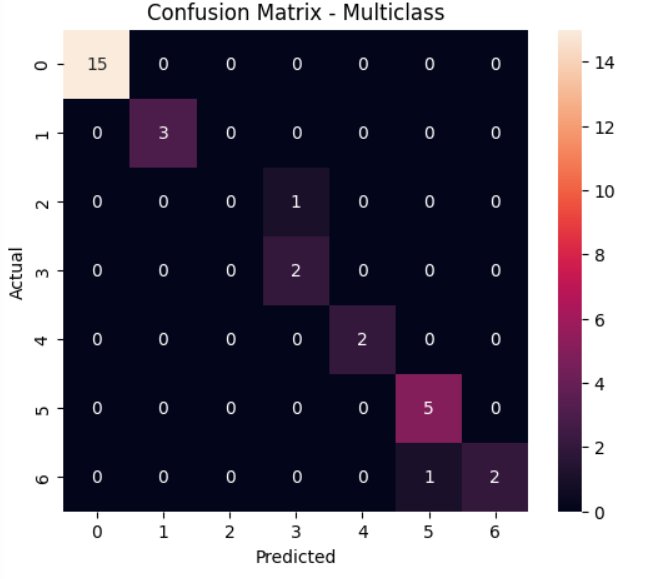 Confusion Matrix - Multiclass
0 15 0 0 0 0 0 0
1 0 3 0 0 0 0 0
2 0 0 0 1 0 0 0
3 0 0 0 2 0 0 0
4 0 0 0 0 2 0 0
5 0 0 0 0 0 5 0
6 0 0 0 0 0 1 2
0 1 2 3 4 5 6
Actual
Predicted
14
12
10
8
6
4
2
0